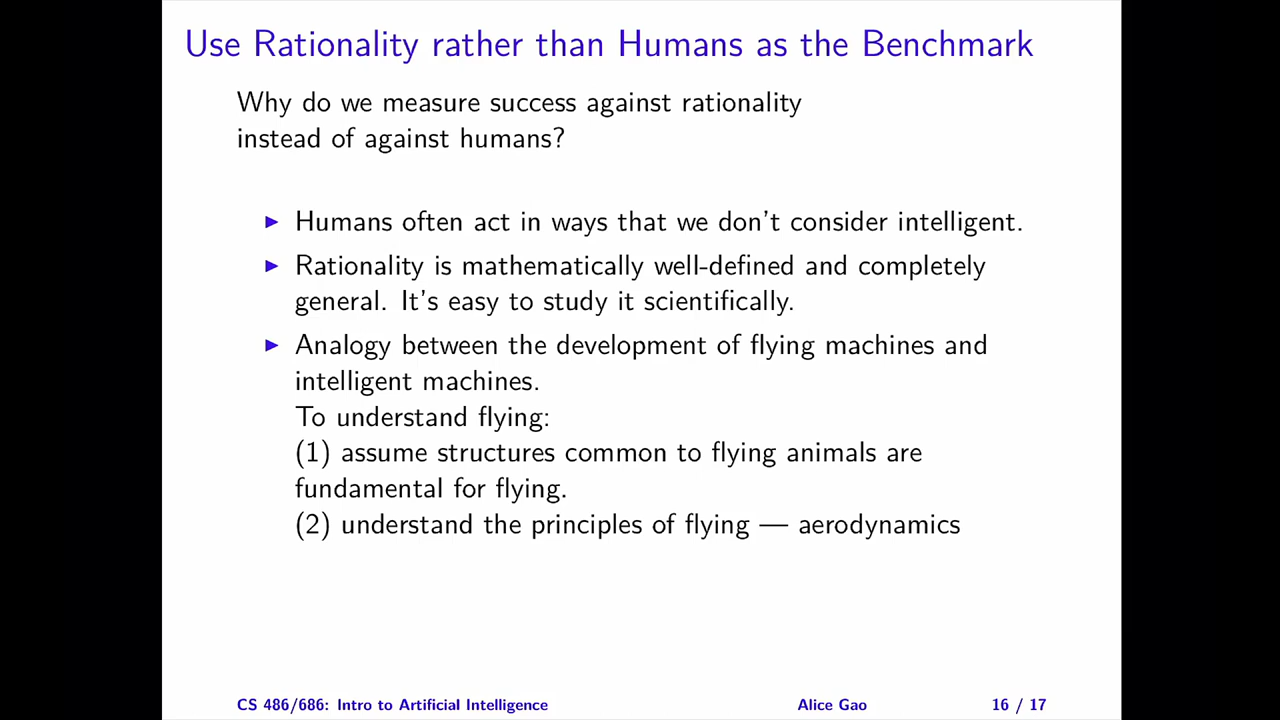 Use Rationality rather than Humans as the Benchmark
Why do we measure success against rationality
instead of against humans?
▶ Humans often act in ways that we don't consider intelligent.
▶ Rationality is mathematically well-defined and completely
general. It's easy to study it scientifically.
▶ Analogy between the development of flying machines and
intelligent machines.
To understand flying:
(1) assume structures common to flying animals are
fundamental for flying.
(2) understand the principles of flying — aerodynamics
CS 486/686: Intro to Artificial Intelligence Alice Gao 16 / 17